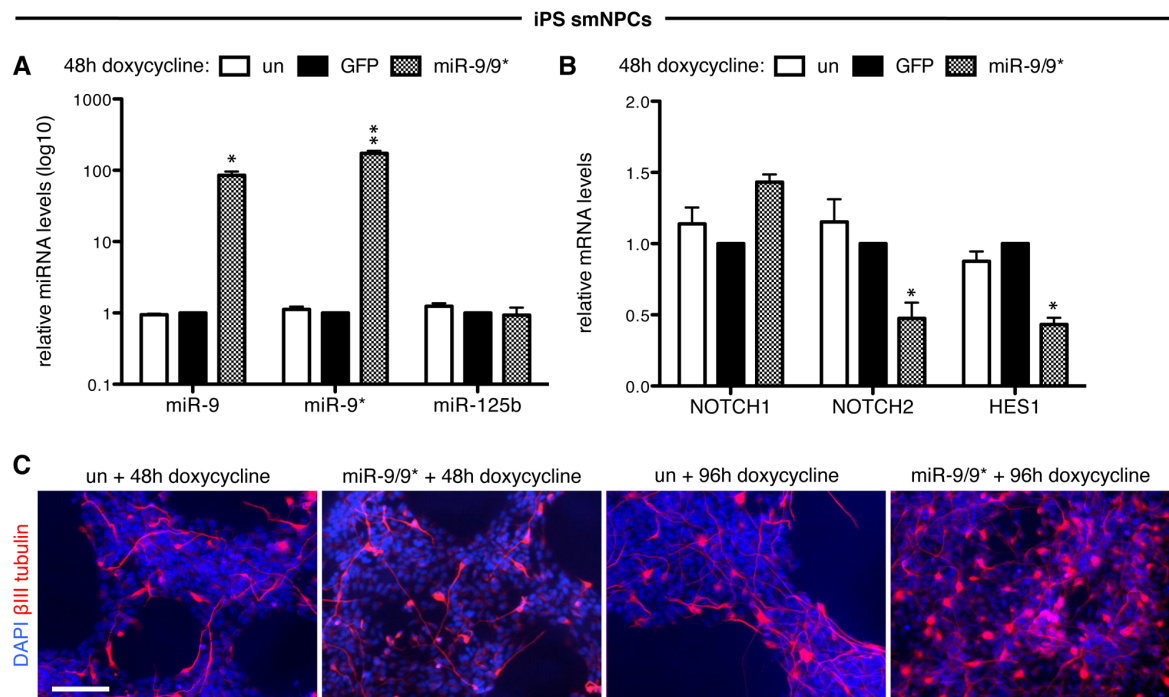 iPS smNPCs
A
48h doxycycline: un GFP miR-9/9*
relative miRNA levels (log10)
1000
100
10
1
0.1
*
**
miR-9 miR-9* miR-125b
B
48h doxycycline: un GFP miR-9/9*
relative mRNA levels
2.0
1.5
1.0
0.5
0.0
*
*
NOTCH1 NOTCH2 HES1
C
un + 48h doxycycline
miR-9/9* + 48h doxycycline
un + 96h doxycycline
miR-9/9* + 96h doxycycline
DAPI βIII tubulin